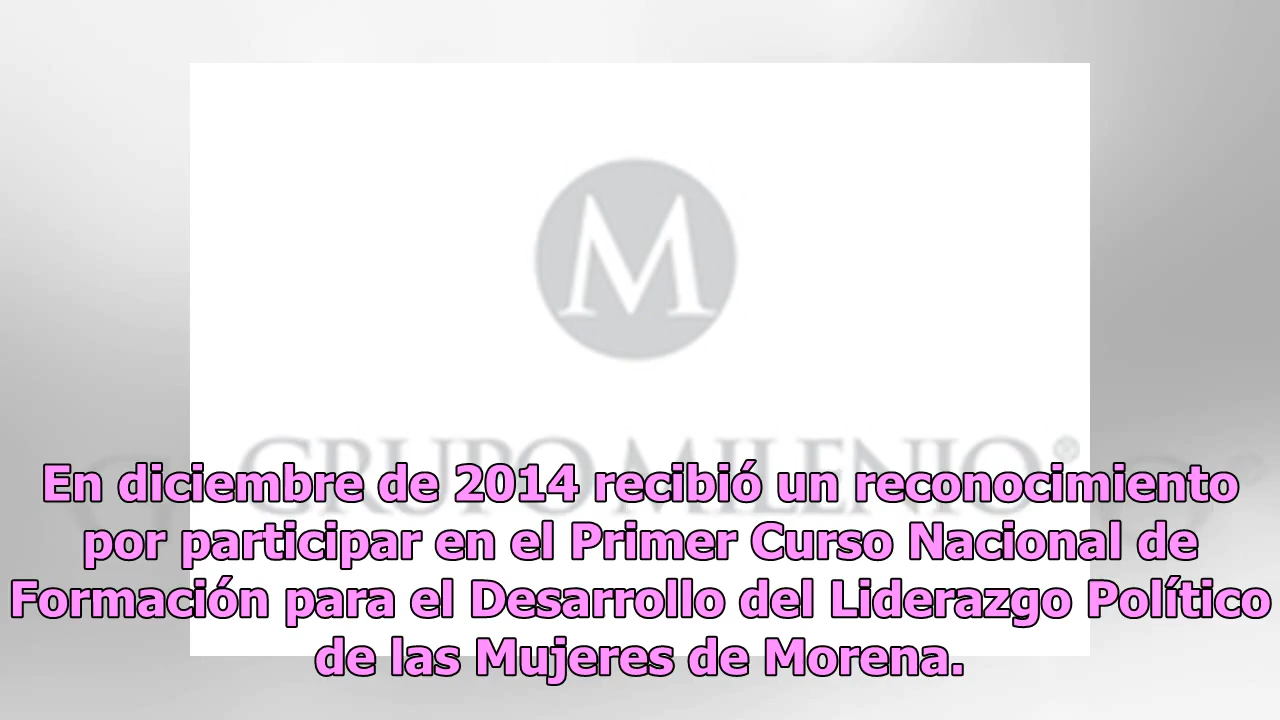 M
GRUPO MILENIO®
En diciembre de 2014 recibió un reconocimiento
por participar en el Primer Curso Nacional de
Formación para el Desarrollo del Liderazgo Político
de las Mujeres de Morena.